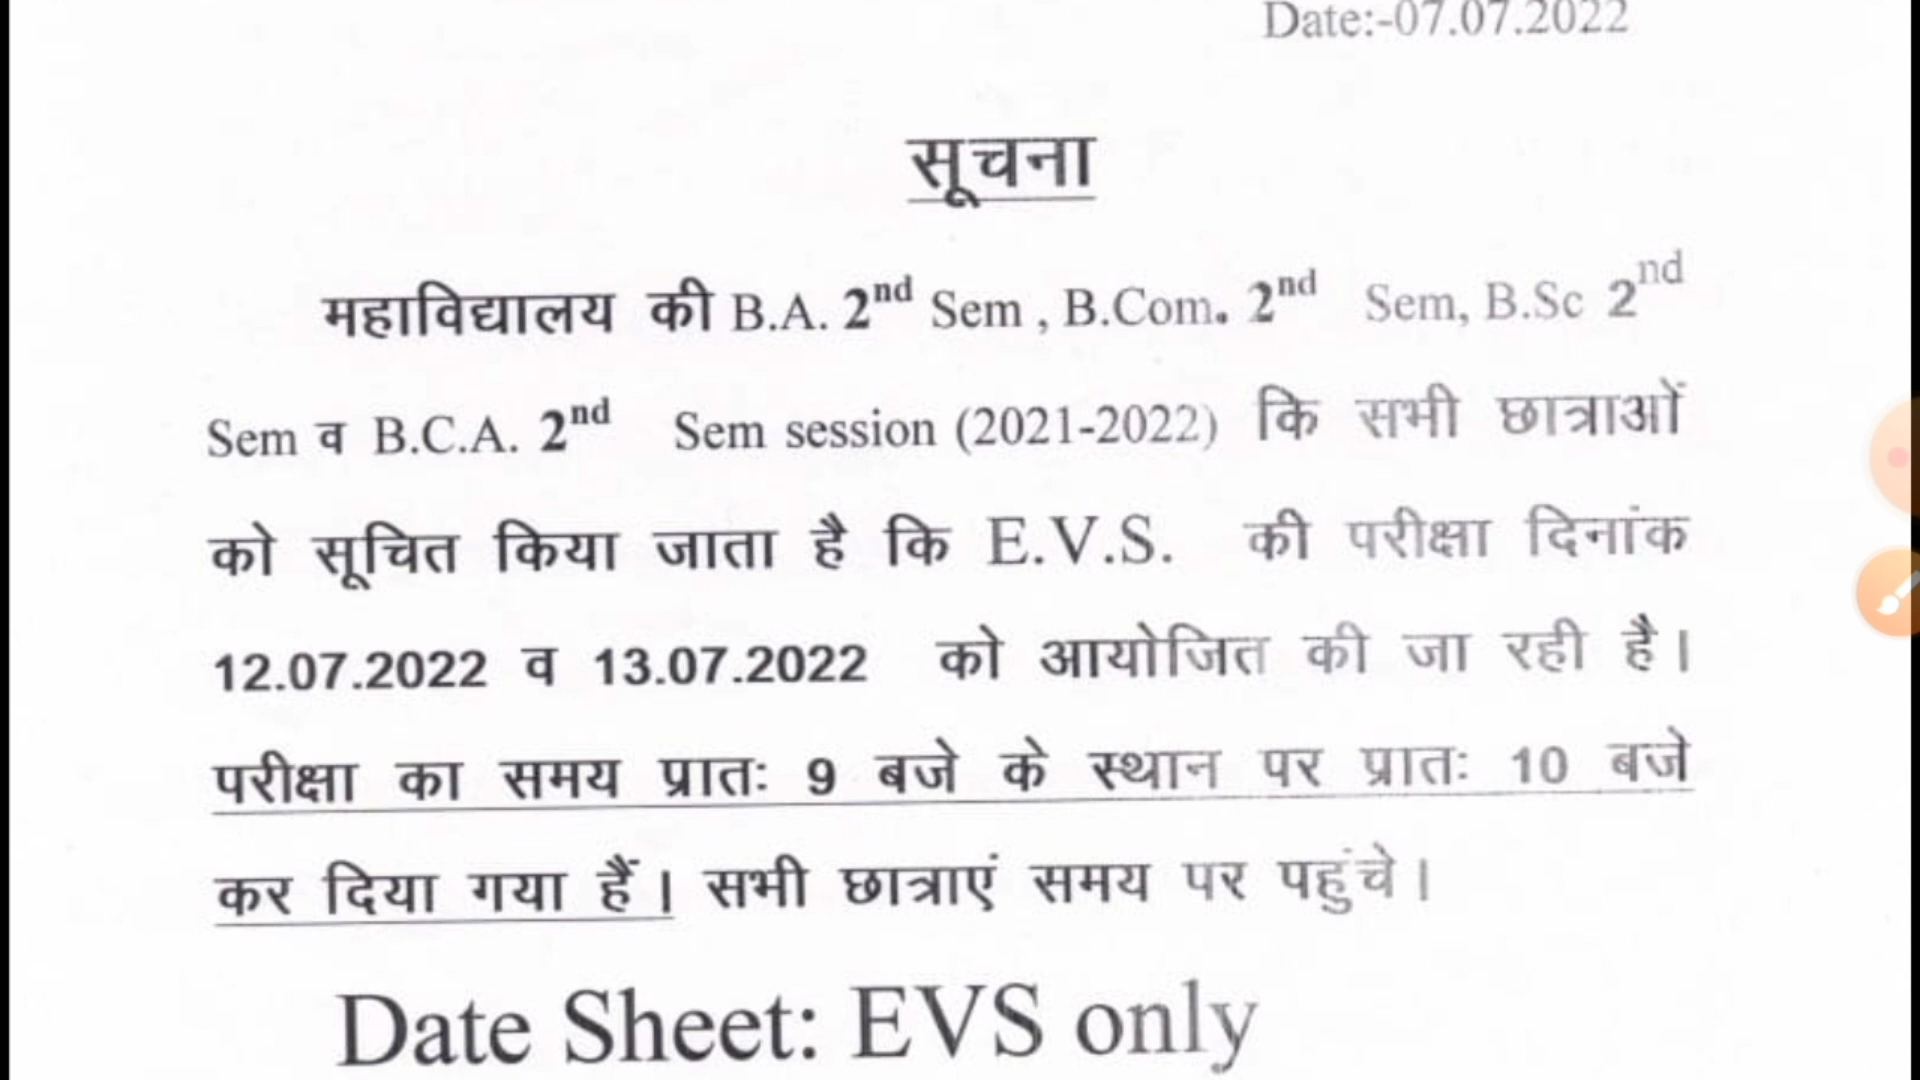 Date:-07.07.2022
सूचना
महाविद्यालय की B.A. 2nd Sem , B.Com. 2nd Sem, B.Sc 2nd
Sem व B.C.A. 2nd Sem session (2021-2022) कि सभी छात्राओं
को सूचित किया जाता है कि E.V.S. की परीक्षा दिनांक
12.07.2022 व 13.07.2022 को आयोजित की जा रही है।
परीक्षा का समय प्रातः 9 बजे के स्थान पर प्रातः 10 बजे
कर दिया गया हैं। सभी छात्राएं समय पर पहुंचे।
Date Sheet: EVS only